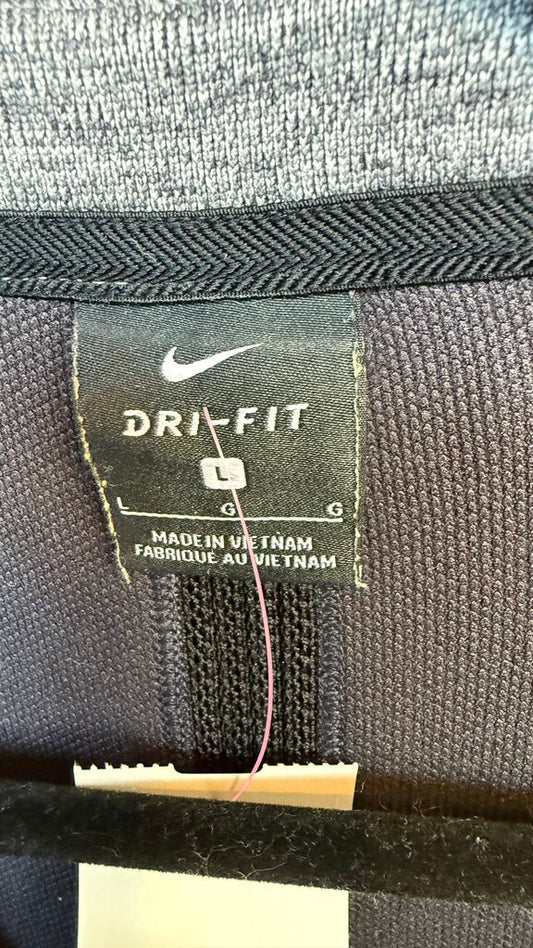 DRI-FIT
L
L G G
MADE IN VIETNAM
FABRIQUE AU VIETNAM